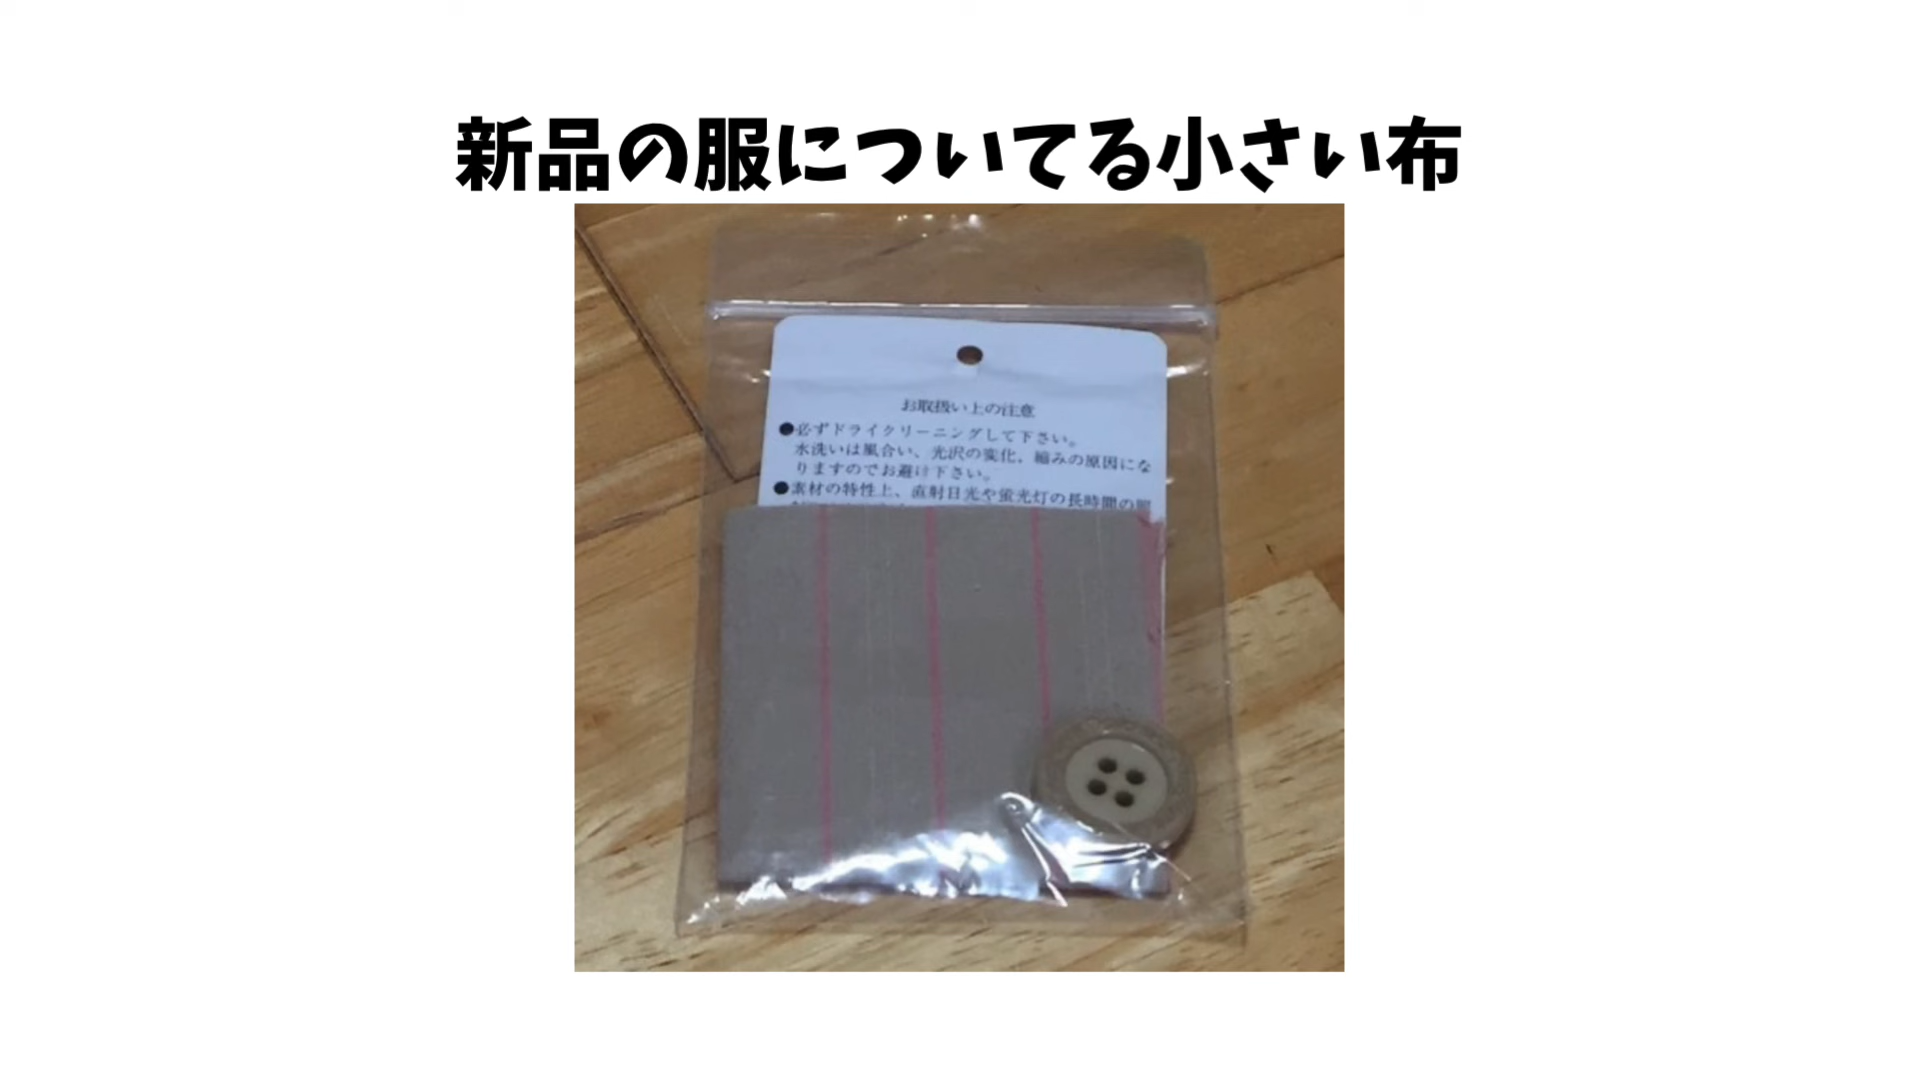 新品の服についてる小さい布
お取扱い上の注意
●必ずドライクリーニングして下さい。
水洗いは風合い、光沢の変化、縮みの原因にな
りますのでお避け下さい。
●素材の特性上、直射日光や蛍光灯の長時間の照